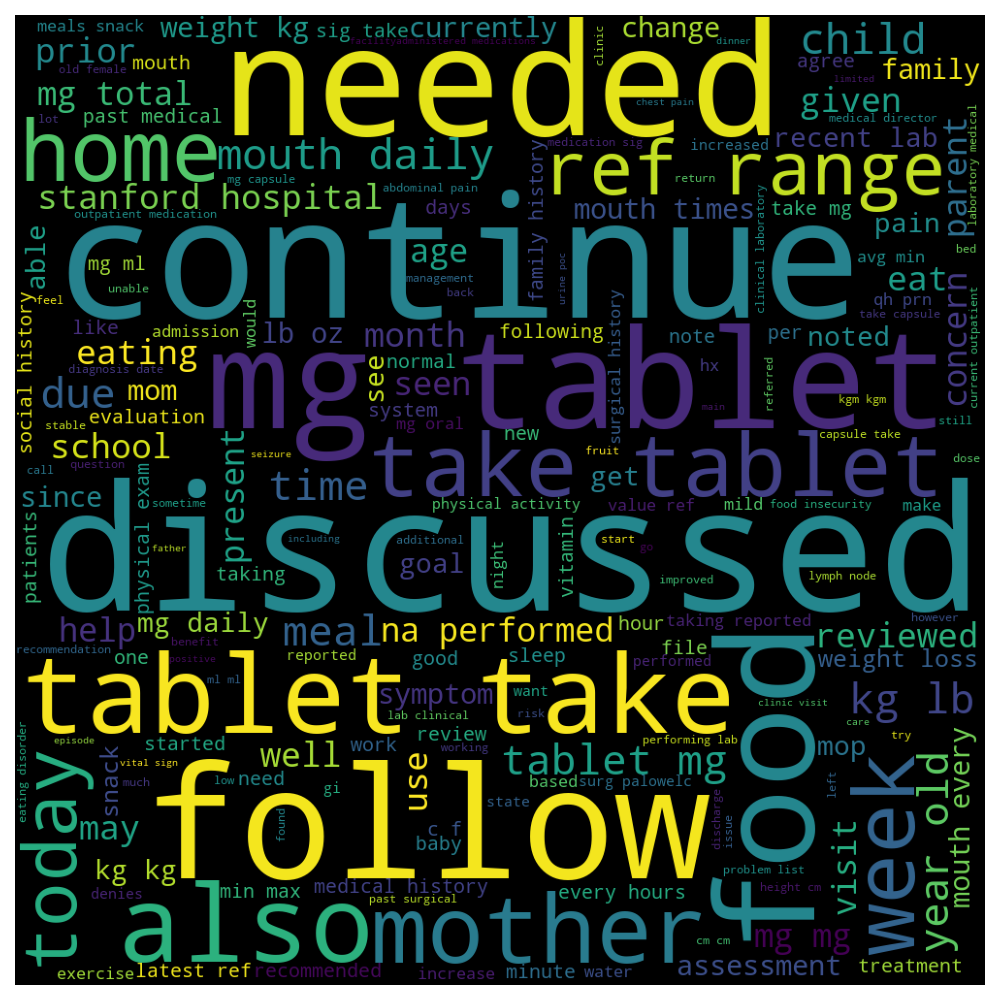 meals snack
weight kg
sig take
currently
facilityadministered medications
clinic
dinner
change
child
prior
old female
mouth
needed
agree
family
limited
mg total
lot
past medical
chest pain
given
medical director
home
mouth daily
medication sig
increased
recent lab
parent
laboratory medical
mg capsule
abdominal pain
family history
ref range
return
stanford hospital
outpatient medication
days
mouth times
take mg
clinical laboratory
pain
able
continue
age
mg ml
unable
management
back
urine poc
avg min
eat
bed
qh prn
take capsule
feel
like
admission
would
lb oz
month
following
surgical history
note
per
noted
concern
current outpatient
social history
eating
diagnosis date
mg
tablet
see
normal
seen
hx
referred
due
mom
system
mg oral
main
kgm kgm
still
stable
evaluation
school
question
call
seizure
new
take tablet
fruit
capsule take
dose
since
sometime
physical exam
present
time
get
physical activity
value ref
mild
food insecurity
make
patients
discussed
father
including
additional
night
vitamin
start
go
taking
goal
improved
lymph node
help
mg daily
benefit
meal
na performed
hour
taking reported
however
recommendation
one
positive
reported
good
sleep
file
performed
food
reviewed
weight loss
tablet take
ml ml
symptom
want
risk
clinic visit
kg lb
care
eating disorder
episode
vital sign
started
lab clinical
review
work
working
performing lab
try
mop
today
snack
much
well
low
need
use
tablet mg
gi
based
surg palowelc
state
left
week
year old
mouth every
may
follow
found
c f
baby
discharge
issue
problem list
visit
kg kg
denies
also
min max
medical history
past surgical
every hours
height cm
mother
cm cm
mg mg
treatment
exercise
latest ref
recommended
increase
minute
water
assessment